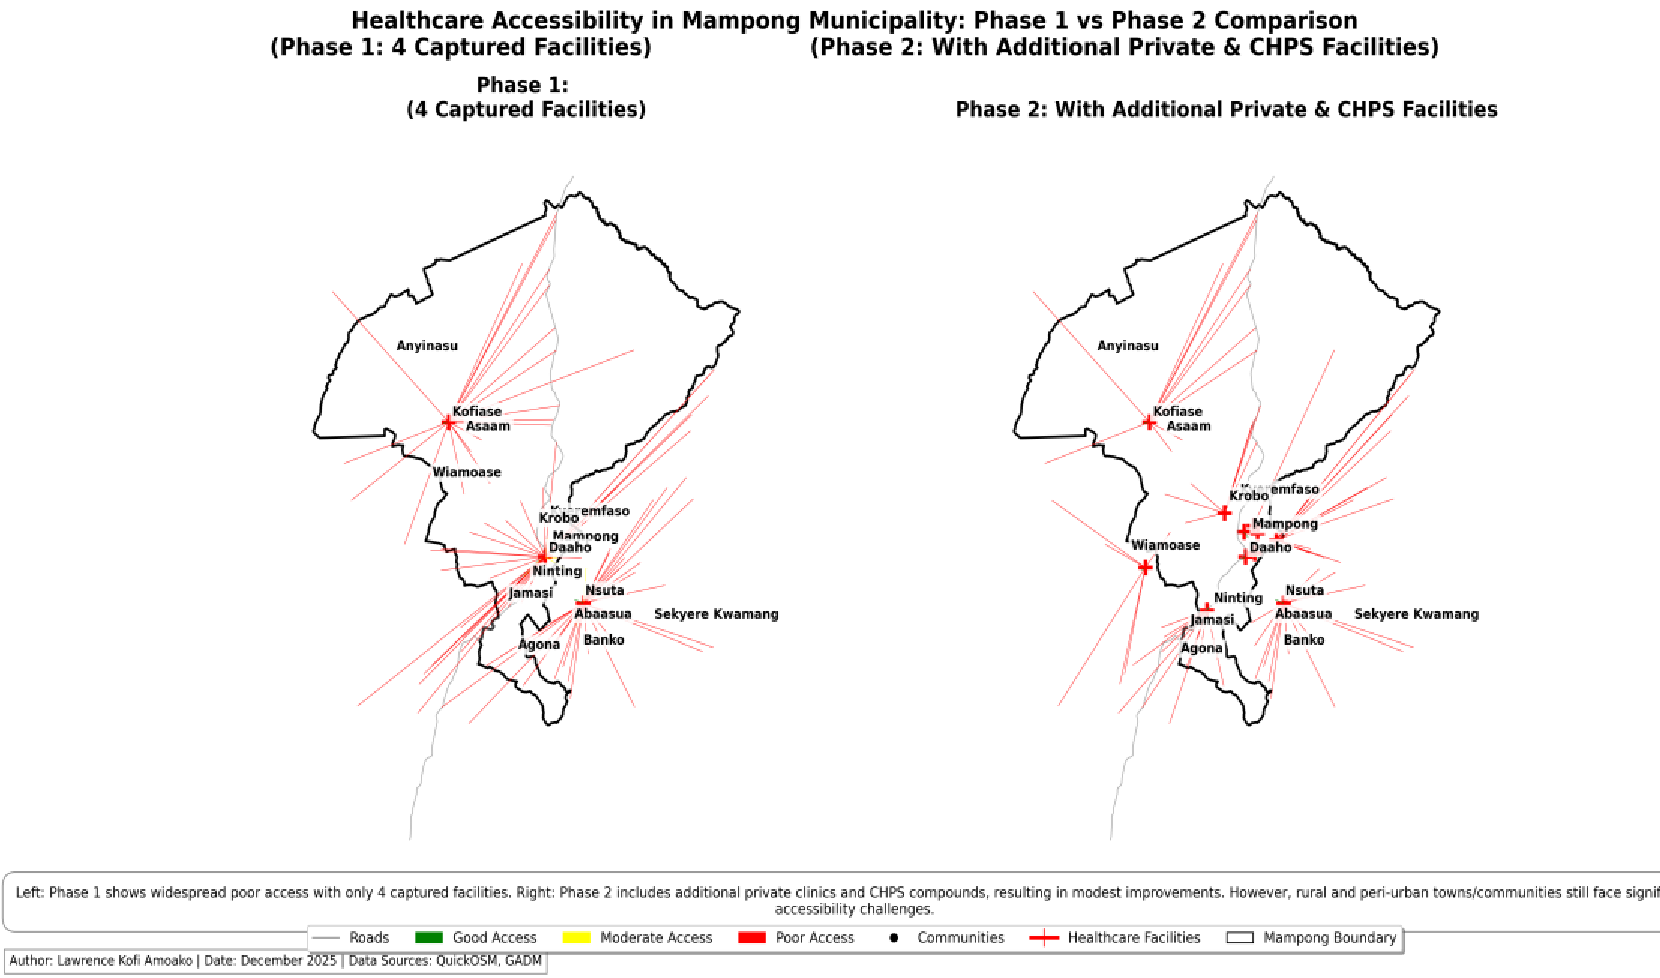 Healthcare Accessibility in Mampong Municipality: Phase 1 vs Phase 2 Comparison
(Phase 1: 4 Captured Facilities) (Phase 2: With Additional Private & CHPS Facilities)
Phase 1:
(4 Captured Facilities)
Phase 2: With Additional Private & CHPS Facilities
Anyinasu
Kofiase
Asaam
Wiamoase
Krobo
Mampong
Daaho
Ninting
Jamasi
Nsuta
Abaasua
Sekyere Kwamang
Banko
Agona
Anyinasu
Kofiase
Asaam
Krobo
Mampong
Wiamoase
Daaho
Ninting
Nsuta
Jamasi
Abaasua
Sekyere Kwamang
Banko
Agona
Left: Phase 1 shows widespread poor access with only 4 captured facilities. Right: Phase 2 includes additional private clinics and CHPS compounds, resulting in modest improvements. However, rural and peri-urban towns/communities still face signif
accessibility challenges.
Roads Good Access Moderate Access Poor Access Communities Healthcare Facilities Mampong Boundary
Author: Lawrence Kofi Amoako | Date: December 2025 | Data Sources: QuickOSM, GADM